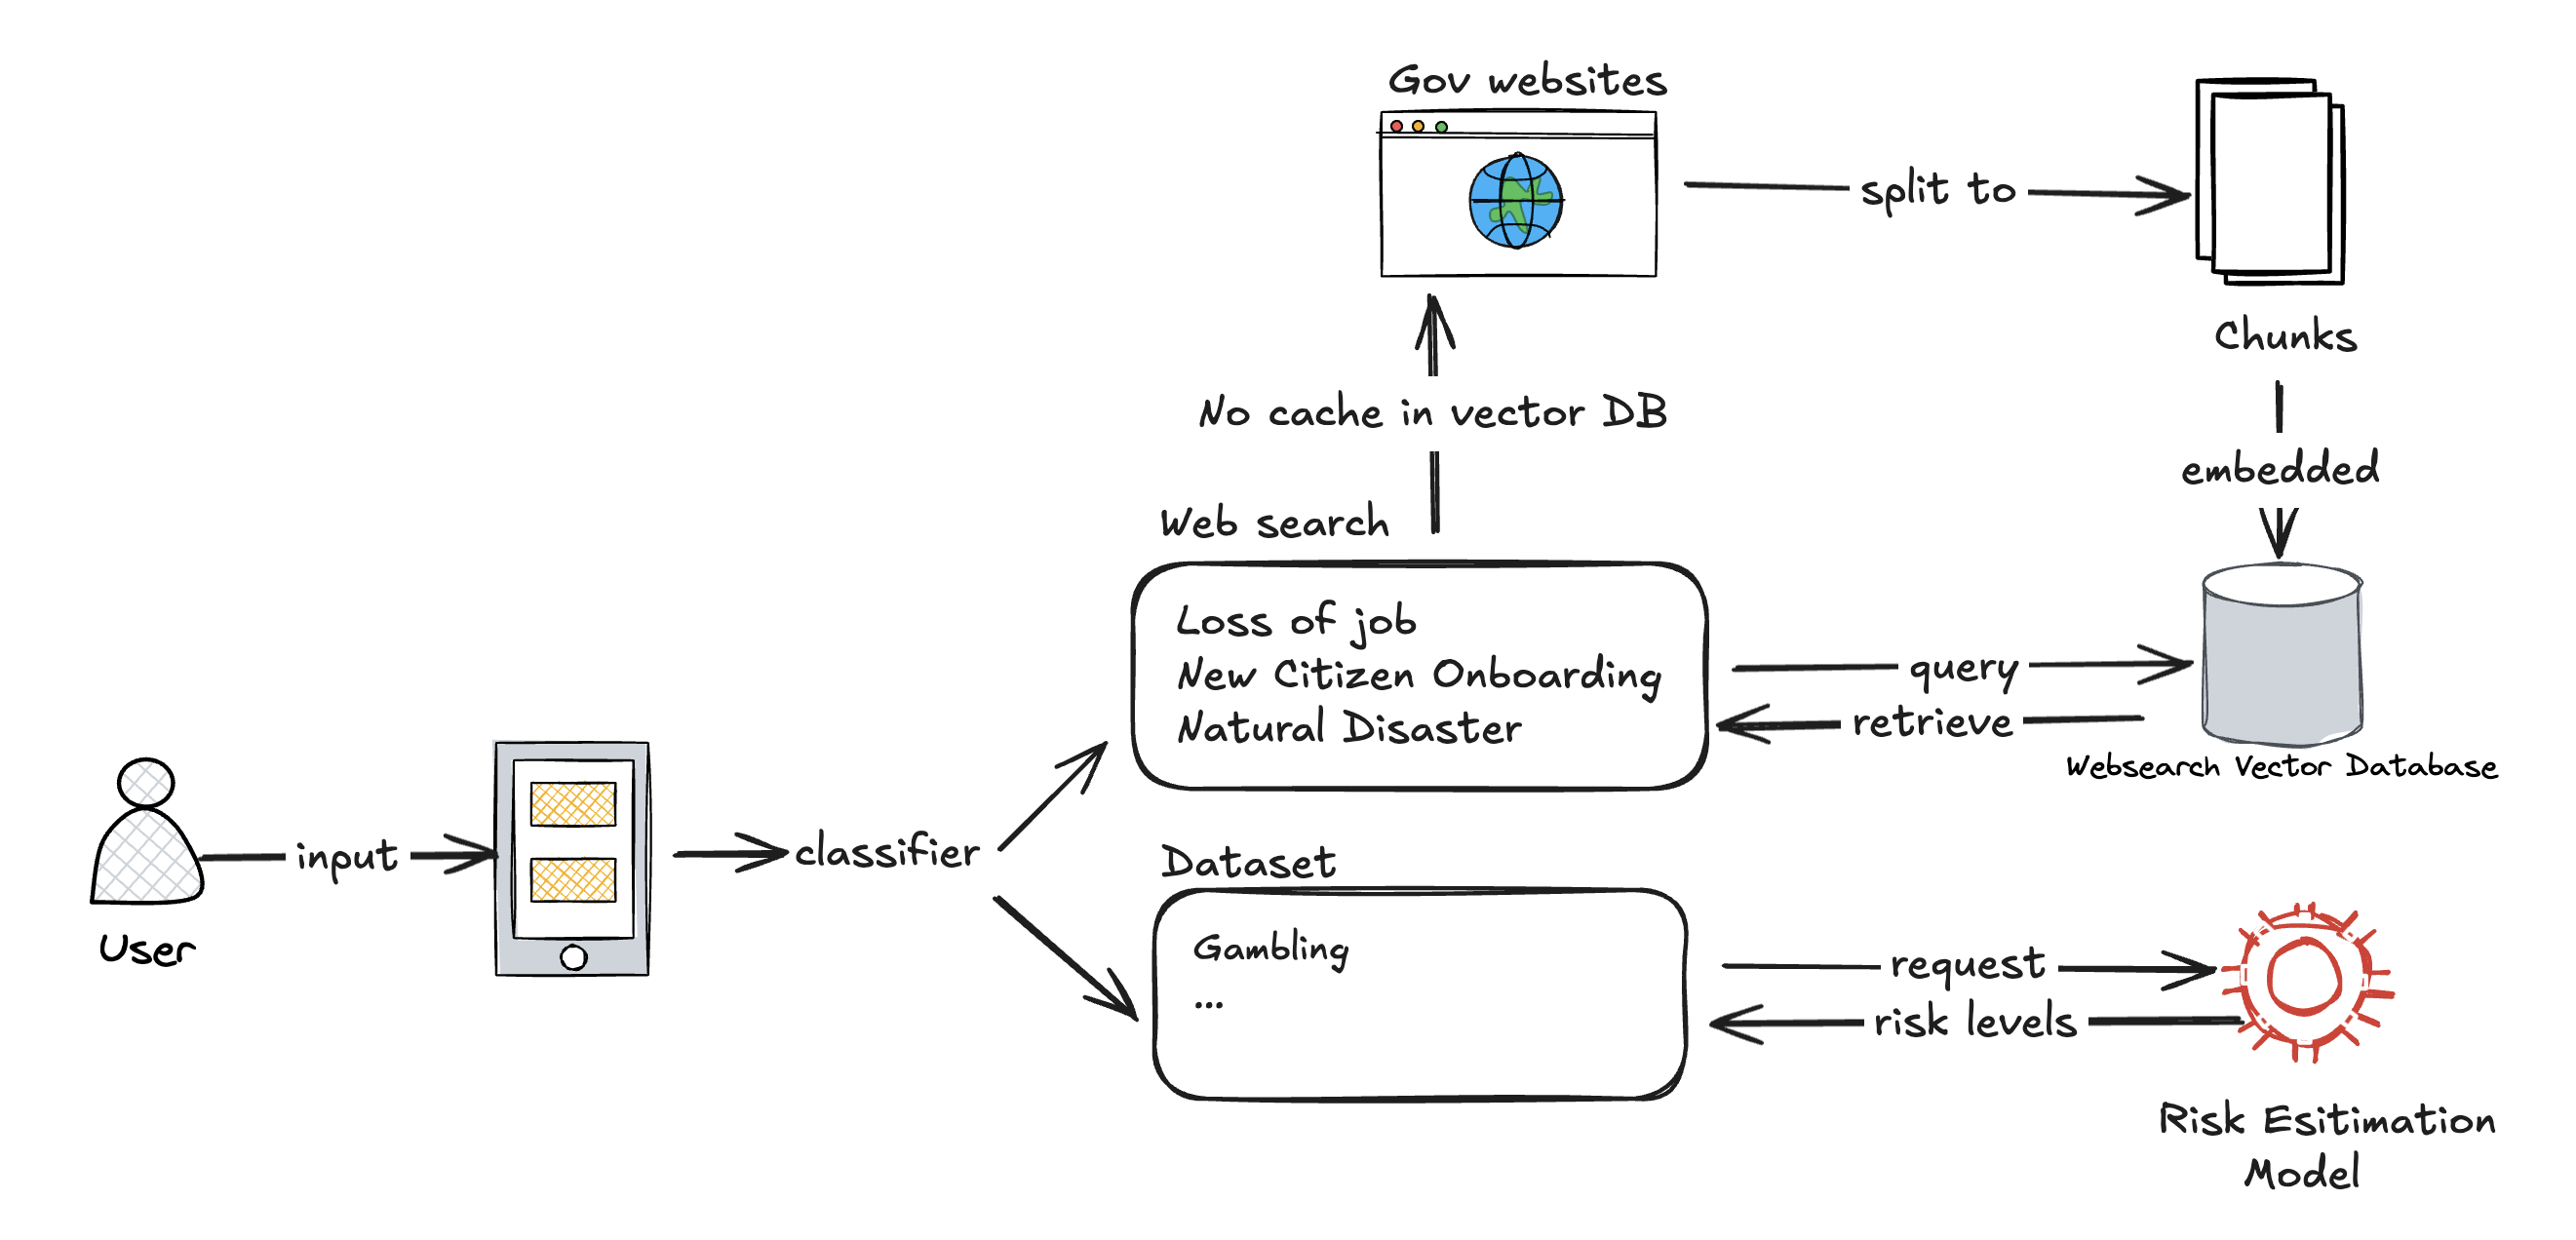 Gov websites
split to
Chunks
No cache in vector DB
embedded
Web search
Loss of job
New Citizen Onboarding
Natural Disaster
query
retrieve
Websearch Vector Database
input
User
classifier
Dataset
Gambling
...
request
risk levels
Risk Esitimation
Model